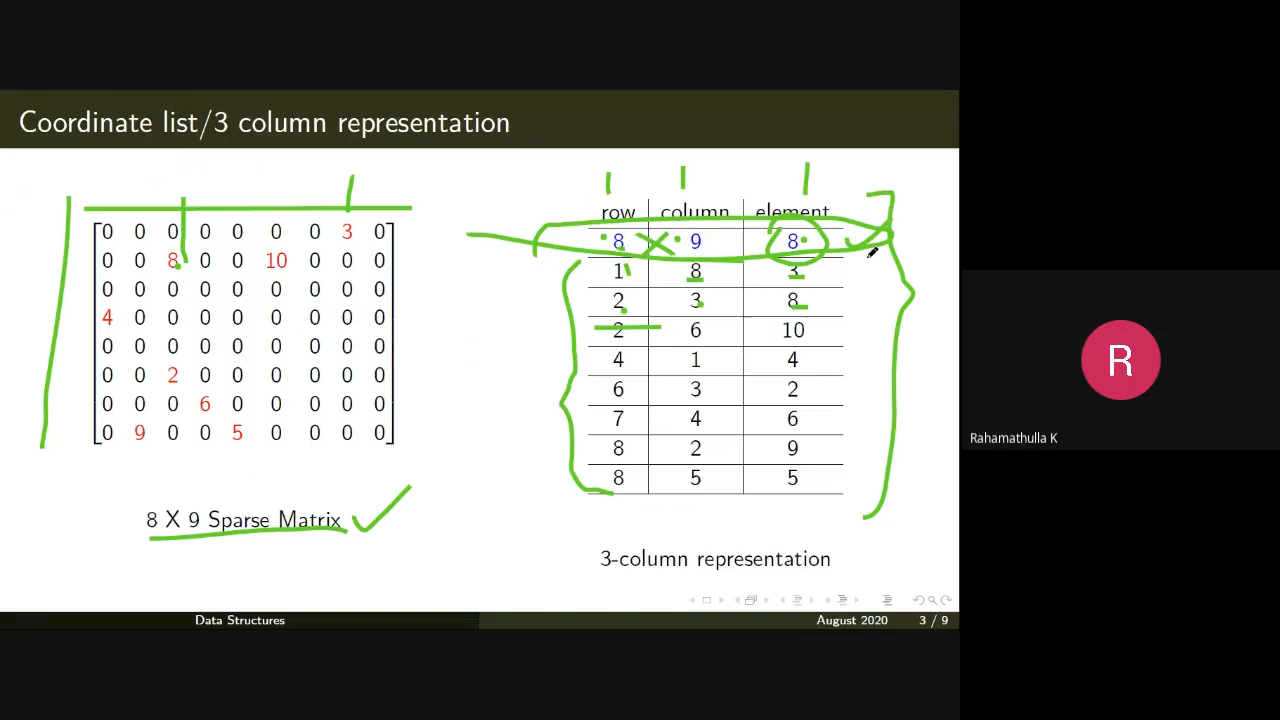 Coordinate list/3 column representation
0 0 0 0 0 0 0 3 0
0 0 8 0 0 10 0 0 0
0 0 0 0 0 0 0 0 0
4 0 0 0 0 0 0 0 0
0 0 0 0 0 0 0 0 0
0 0 2 0 0 0 0 0 0
0 0 0 6 0 0 0 0 0
0 9 0 0 5 0 0 0 0
8 X 9 Sparse Matrix
row column element
8 9 8
1 8 3
2 3 8
2 6 10
4 1 4
6 3 2
7 4 6
8 2 9
8 5 5
3-column representation
Data Structures August 2020 3 / 9
R
Rahamathulla K